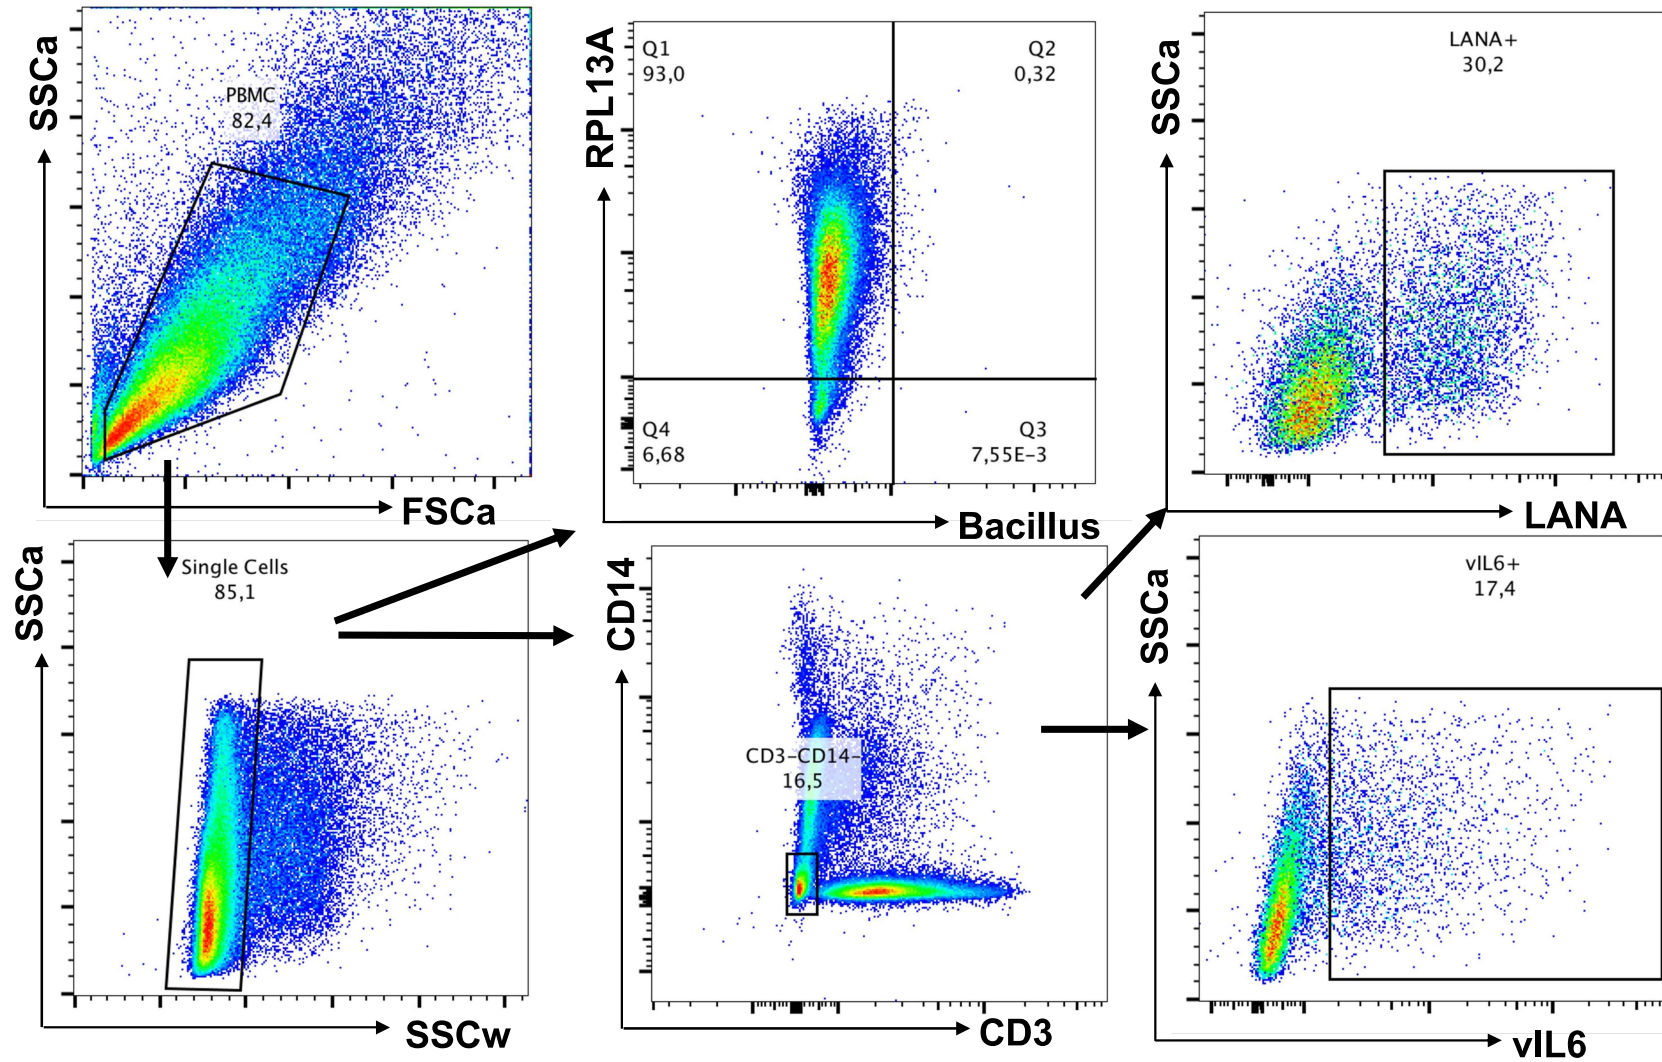 SSCa
PBMC
82,4
FSCa
RPL13A
Q1
93,0
Q2
0,32
Q4
6,68
Q3
7,55E-3
Bacillus
SSCa
LANA+
30,2
LANA
SSCa
Single Cells
85,1
SSCw
CD14
CD3-CD14-
16,5
CD3
SSCa
vIL6+
17,4
vIL6